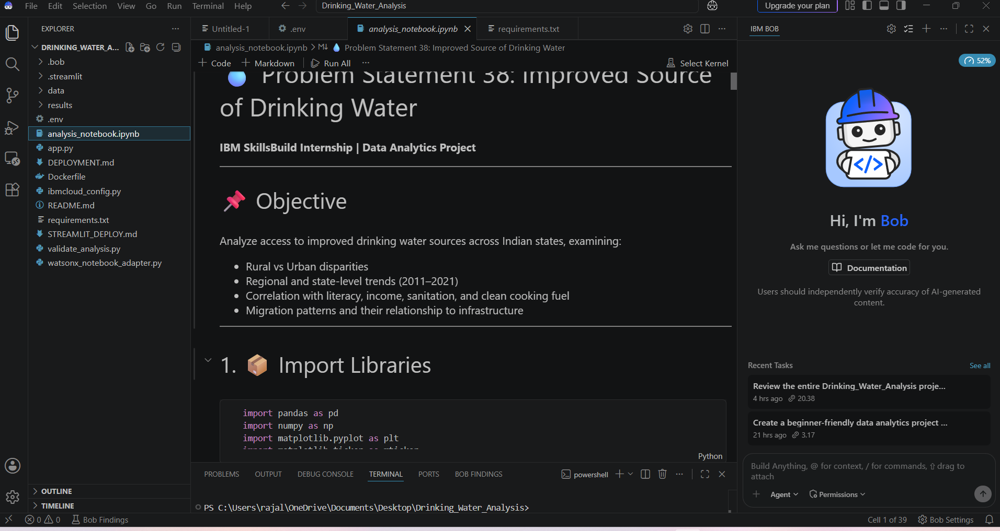 File Edit Selection View Go Run Terminal Help
Drinking_Water_Analysis
Upgrade your plan
EXPLORER
DRINKING_WATER_A...
.bob
.streamlit
data
results
.env
analysis_notebook.ipynb
app.py
DEPLOYMENT.md
Dockerfile
ibmcloud_config.py
README.md
requirements.txt
STREAMLIT_DEPLOY.md
validate_analysis.py
watsonx_notebook_adapter.py
OUTLINE
TIMELINE
Untitled-1
.env
analysis_notebook.ipynb
requirements.txt
analysis_notebook.ipynb > M↓ Problem Statement 38: Improved Source of Drinking Water
Code Markdown Run All ...
Select Kernel
Problem Statement 38: Improved Source
of Drinking Water
IBM SkillsBuild Internship | Data Analytics Project
Objective
Analyze access to improved drinking water sources across Indian states, examining:
Rural vs Urban disparities
Regional and state-level trends (2011–2021)
Correlation with literacy, income, sanitation, and clean cooking fuel
Migration patterns and their relationship to infrastructure
1. Import Libraries
import pandas as pd
import numpy as np
import matplotlib.pyplot as plt
import matplotlib.ticker as mticker
Python
PROBLEMS OUTPUT DEBUG CONSOLE TERMINAL PORTS BOB FINDINGS
powershell
PS C:\Users\rajal\OneDrive\Documents\Desktop\Drinking_Water_Analysis>
IBM BOB
52%
</>
Hi, I'm Bob
Ask me questions or let me code for you.
Documentation
Users should independently verify accuracy of AI-generated
content.
Recent Tasks
See all
Review the entire Drinking_Water_Analysis proje...
4 hrs ago 20.38
Create a beginner-friendly data analytics project ...
21 hrs ago 3.17
Build Anything, @ for context, / for commands, ⇧ drag to
attach
Agent
Permissions
0 0
Bob Findings
Cell 1 of 39
Bob Settings